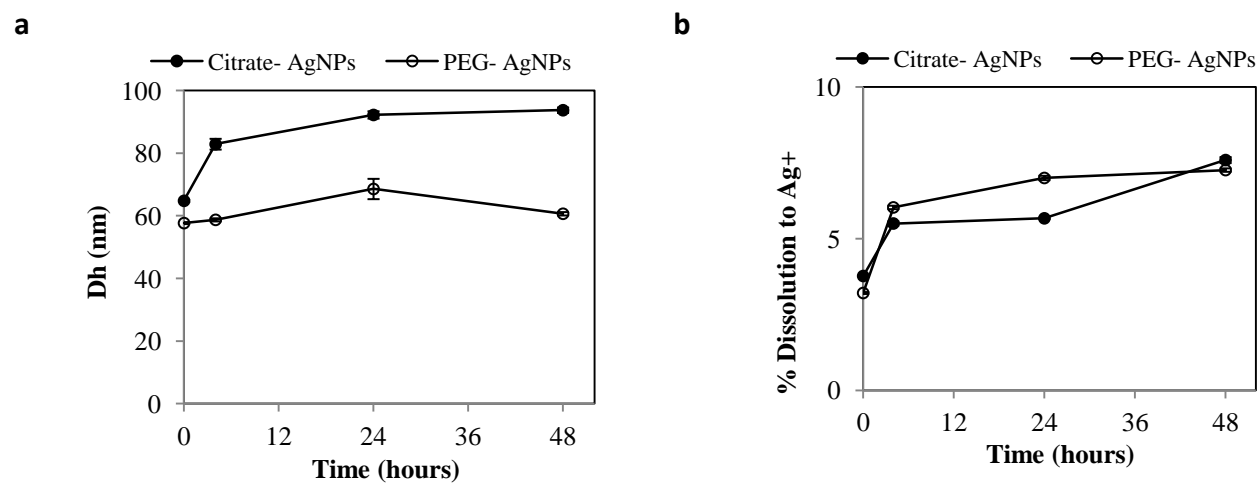 a
Citrate- AgNPs PEG- AgNPs
100
80
60
40
20
0
Dh (nm)
0 12 24 36 48
Time (hours)
b
Citrate- AgNPs PEG- AgNPs
10
5
0
% Dissolution to Ag+
0 12 24 36 48
Time (hours)